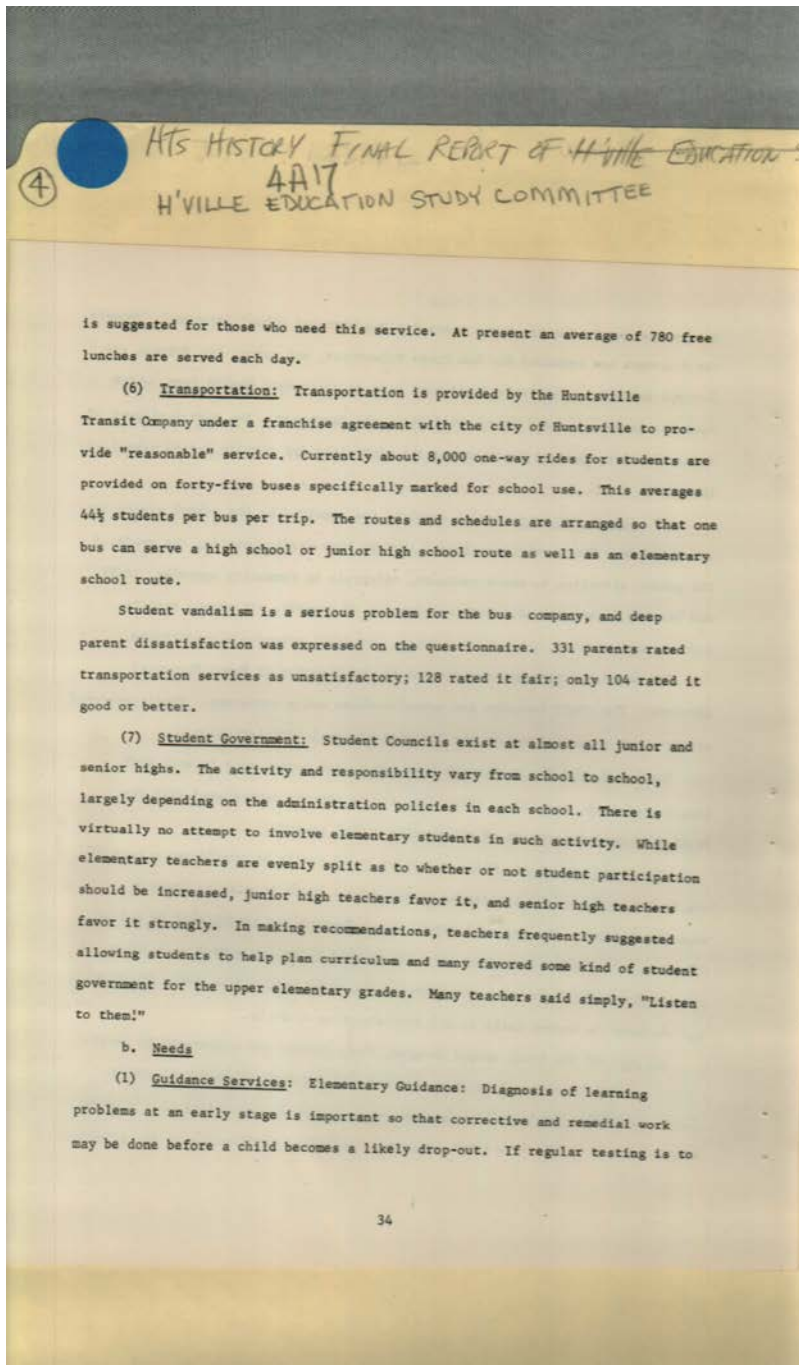 HTS HISTORY FINAL REPORT OF H'VILLE EDUCATION
4A17
④
H'VILLE EDUCATION STUDY COMMITTEE
is suggested for those who need this service. At present an average of 780 free
lunches are served each day.
(6) Transportation: Transportation is provided by the Huntsville
Transit Company under a franchise agreement with the city of Huntsville to pro-
vide "reasonable" service. Currently about 8,000 one-way rides for students are
provided on forty-five buses specifically marked for school use. This averages
44½ students per bus per trip. The routes and schedules are arranged so that one
bus can serve a high school or junior high school route as well as an elementary
school route.
Student vandalism is a serious problem for the bus company, and deep
parent dissatisfaction was expressed on the questionnaire. 331 parents rated
transportation services as unsatisfactory; 128 rated it fair; only 104 rated it
good or better.
(7) Student Government: Student Councils exist at almost all junior and
senior highs. The activity and responsibility vary from school to school,
largely depending on the administration policies in each school. There is
virtually no attempt to involve elementary students in such activity. While
elementary teachers are evenly split as to whether or not student participation
should be increased, junior high teachers favor it, and senior high teachers
favor it strongly. In making recommendations, teachers frequently suggested
allowing students to help plan curriculum and many favored some kind of student
government for the upper elementary grades. Many teachers said simply, "Listen
to them!"
b. Needs
(1) Guidance Services: Elementary Guidance: Diagnosis of learning
problems at an early stage is important so that corrective and remedial work
may be done before a child becomes a likely drop-out. If regular testing is to
34